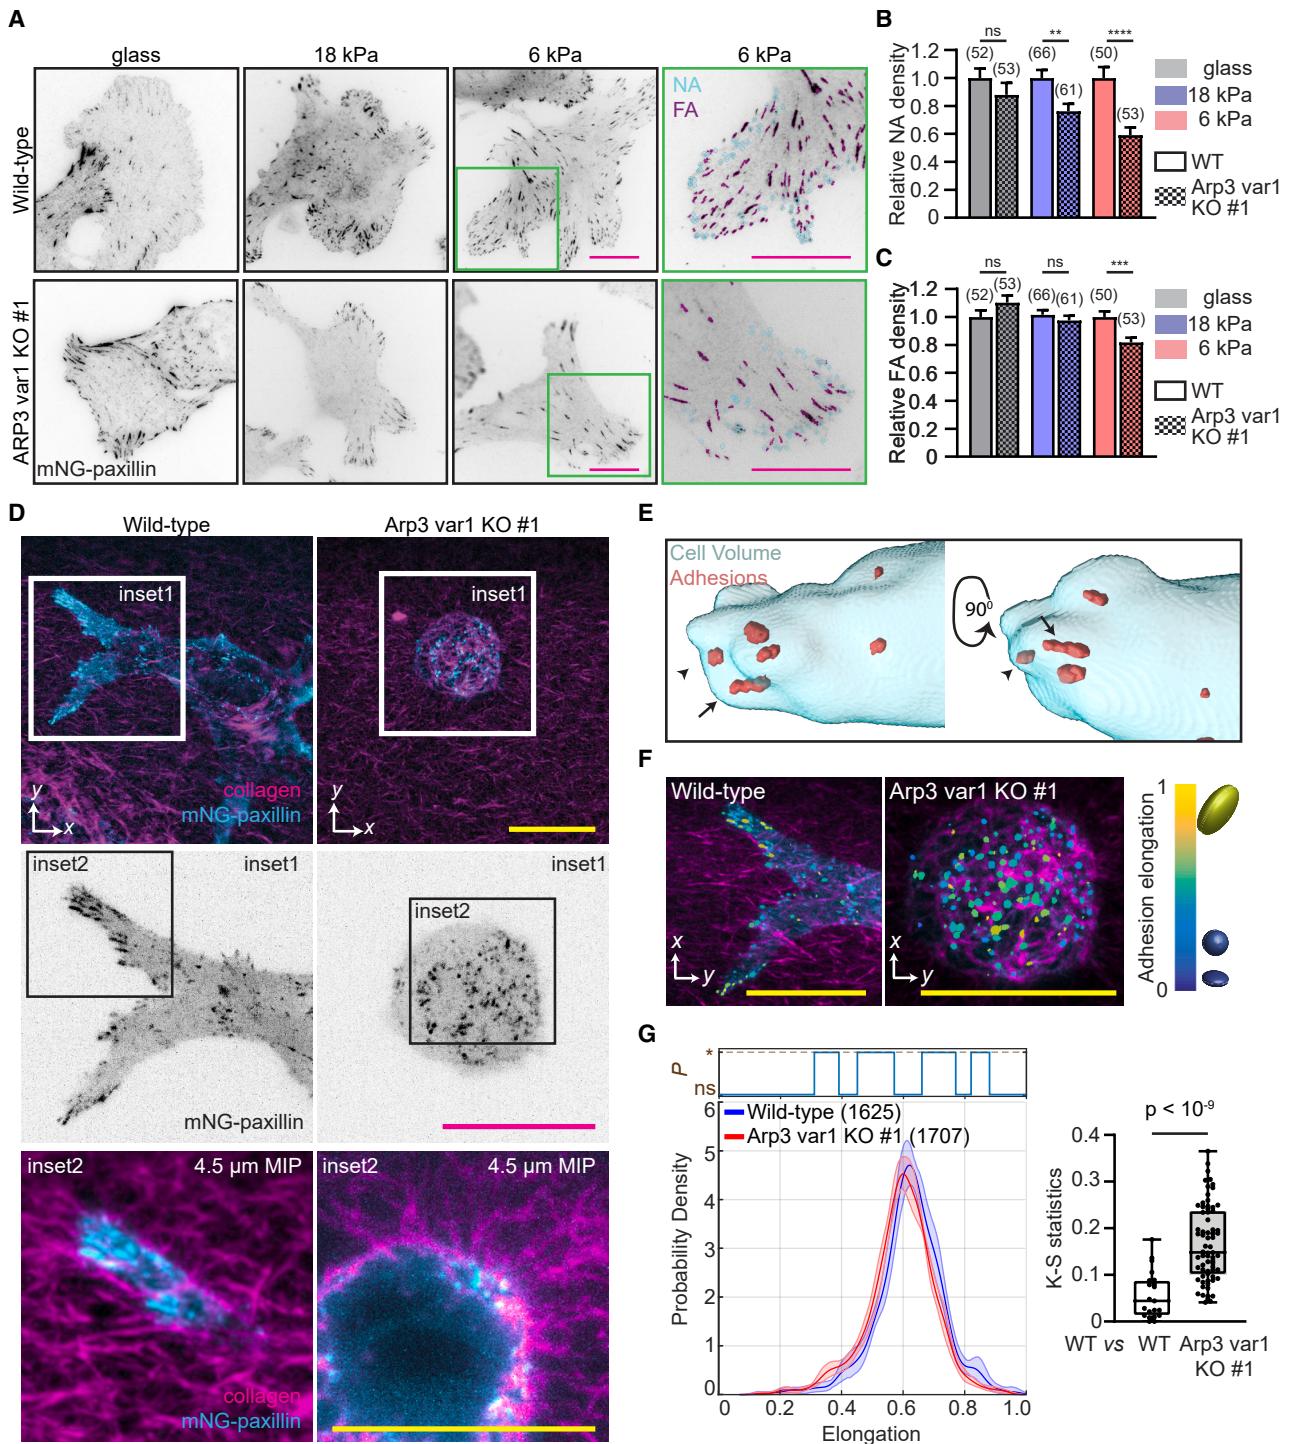 A
glass
18 kPa
6 kPa
6 kPa
Wild-type
NA
FA
ARP3 var1 KO #1
mNG-paxillin
B
Relative NA density
1.2
1.0
0.8
0.6
0.4
0.2
0
ns
**
****
(52)
(53)
(66)
(61)
(50)
(53)
glass
18 kPa
6 kPa
WT
Arp3 var1
KO #1
C
Relative FA density
1.2
1.0
0.8
0.6
0.4
0.2
0
ns
ns
***
(52)
(53)
(66)
(61)
(50)
(53)
glass
18 kPa
6 kPa
WT
Arp3 var1
KO #1
D
Wild-type
Arp3 var1 KO #1
inset1
inset1
y
x
collagen
mNG-paxillin
y
x
inset2
inset1
mNG-paxillin
inset1
inset2
inset2
4.5 µm MIP
collagen
mNG-paxillin
inset2
4.5 µm MIP
E
Cell Volume
Adhesions
90⁰
F
Wild-type
x
y
Arp3 var1 KO #1
x
y
Adhesion elongation
1
0
G
P
*
ns
Wild-type (1625)
Arp3 var1 KO #1 (1707)
Probability Density
6
5
4
3
2
1
0
0
0.2
0.4
0.6
0.8
1.0
Elongation
p < 10⁻⁹
K-S statistics
0.4
0.3
0.2
0.1
0
WT vs WT Arp3 var1
KO #1